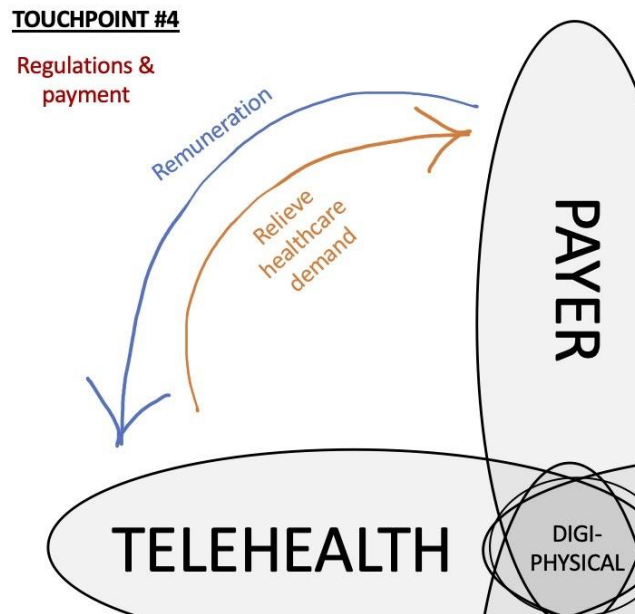 TOUCHPOINT #4
Regulations &
payment
Remuneration
Relieve
healthcare
demand
PAYER
TELEHEALTH
DIGI-
PHYSICAL